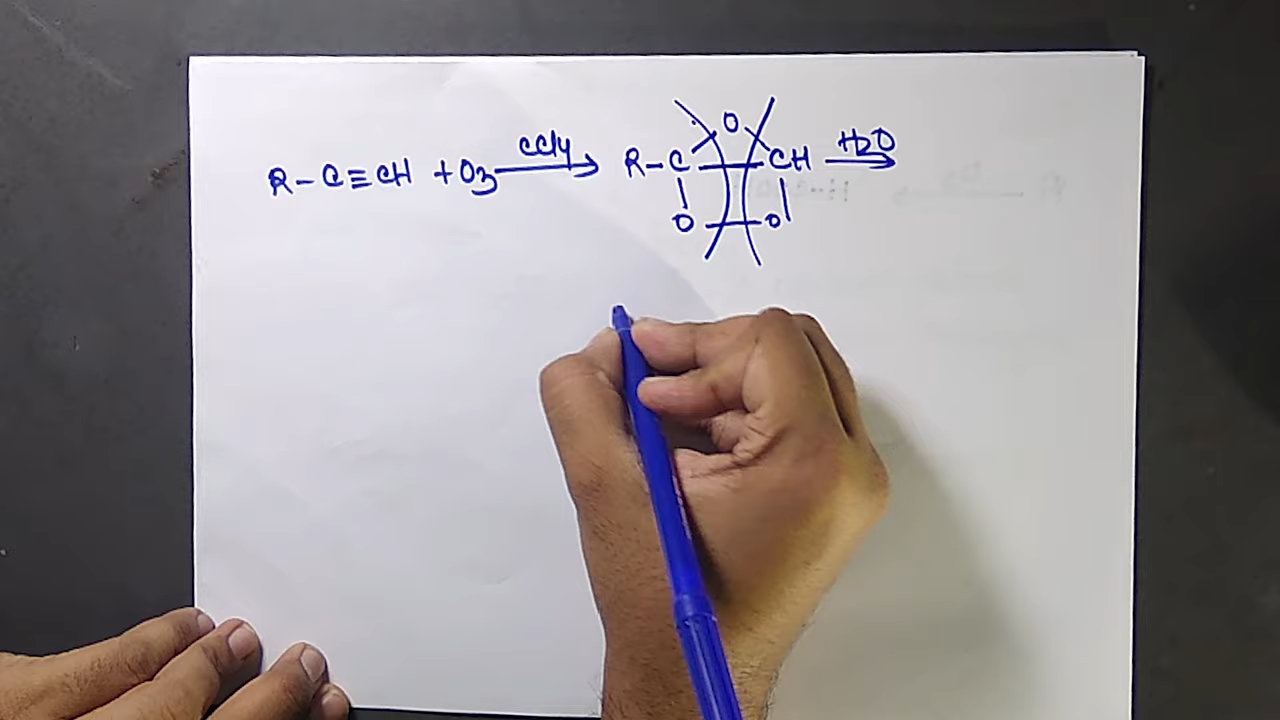 R-C≡CH + O3 CCl4 R-C O CH H2O
O O